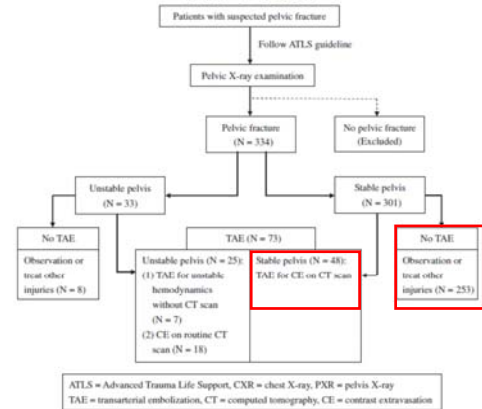 Patients with suspected pelvic fracture
Follow ATLS guideline
Pelvic X-ray examination
Pelvic fracture
(N = 334)
No pelvic fracture
(Excluded)
Unstable pelvis
(N = 33)
Stable pelvis
(N = 301)
No TAE
Observation or
treat other
injuries (N = 8)
TAE (N = 73)
Unstable pelvis (N = 25):
(1) TAE for unstable
hemodynamics
without CT scan
(N = 7)
(2) CE on routine CT
scan (N = 18)
Stable pelvis (N = 48):
TAE for CE on CT scan
No TAE
Observation or
treat other
injuries (N = 253)
ATLS = Advanced Trauma Life Support, CXR = chest X-ray, PXR = pelvis X-ray
TAE = transarterial embolization, CT = computed tomography, CE = contrast extravasation